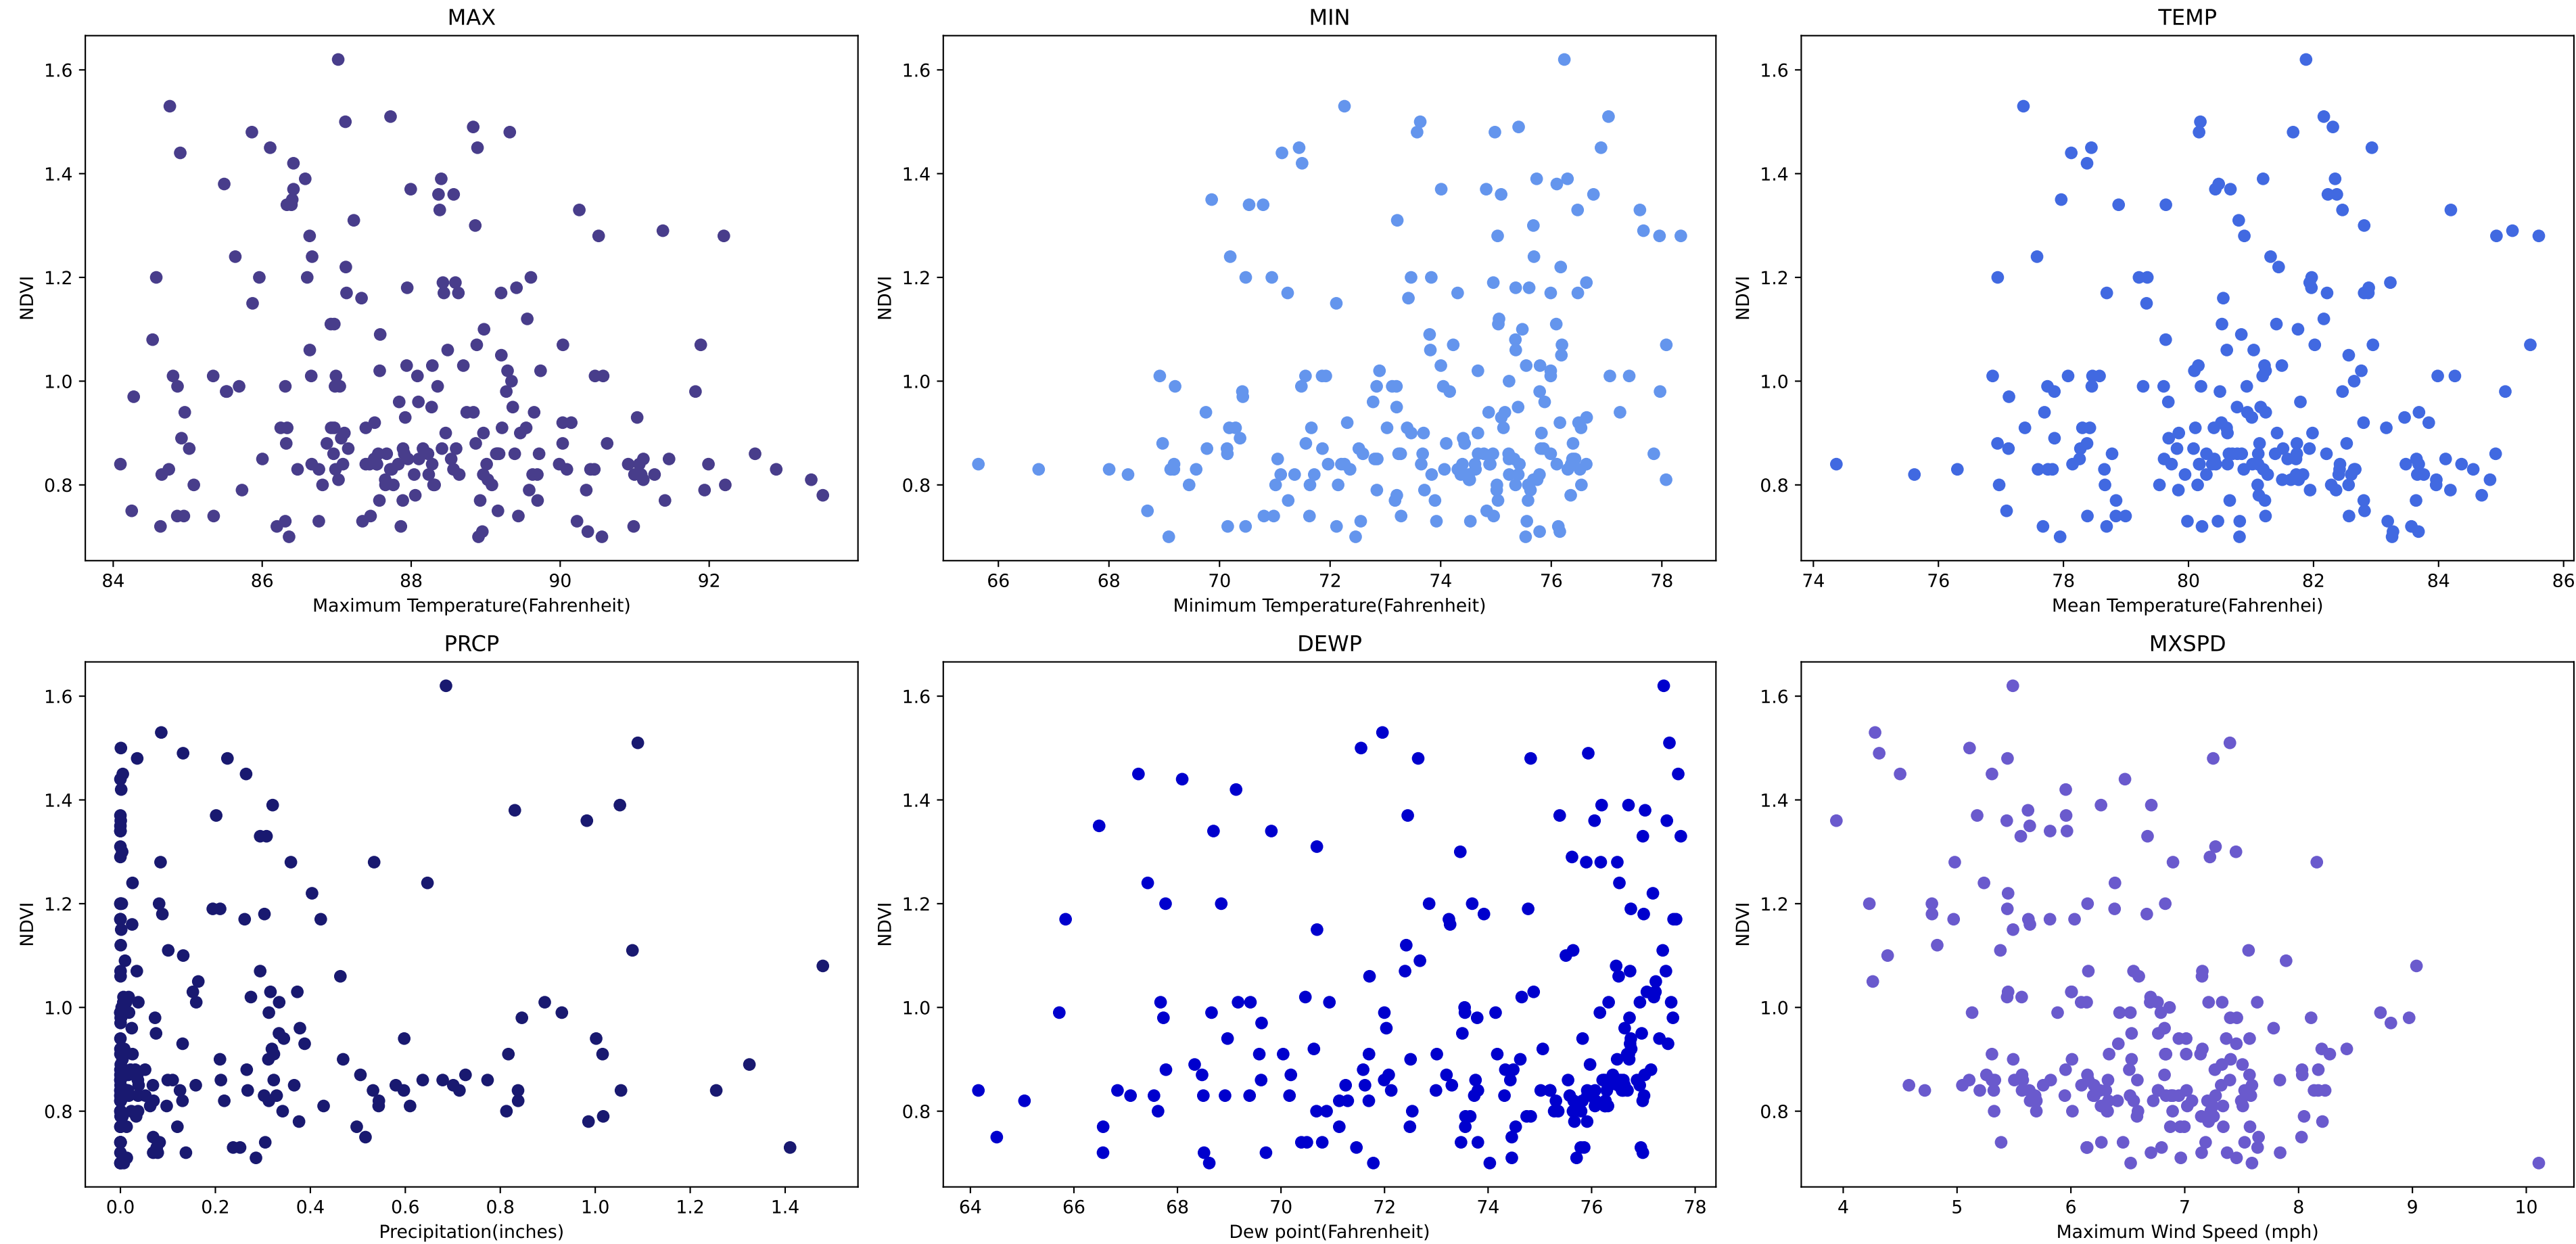 MAX
MIN
TEMP
1.6
1.4
1.2
1.0
0.8
NDVI
84 86 88 90 92
Maximum Temperature(Fahrenheit)
1.6
1.4
1.2
1.0
0.8
NDVI
66 68 70 72 74 76 78
Minimum Temperature(Fahrenheit)
1.6
1.4
1.2
1.0
0.8
NDVI
74 76 78 80 82 84 86
Mean Temperature(Fahrenhei)
PRCP
DEWP
MXSPD
1.6
1.4
1.2
1.0
0.8
NDVI
0.0 0.2 0.4 0.6 0.8 1.0 1.2 1.4
Precipitation(inches)
1.6
1.4
1.2
1.0
0.8
NDVI
64 66 68 70 72 74 76 78
Dew point(Fahrenheit)
1.6
1.4
1.2
1.0
0.8
NDVI
4 5 6 7 8 9 10
Maximum Wind Speed (mph)